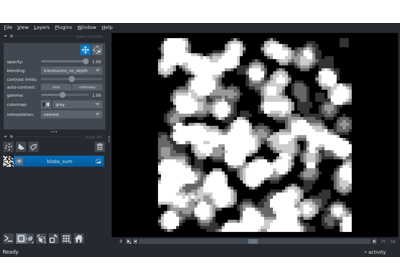 File View Layers Plugins Window Help
opacity: 1.00
blending: translucent_no_depth
contrast limits:
auto-contrast: once continuous
gamma: 1.00
colormap: gray
interpolation: nearest
blobs_sum
Ready
activity